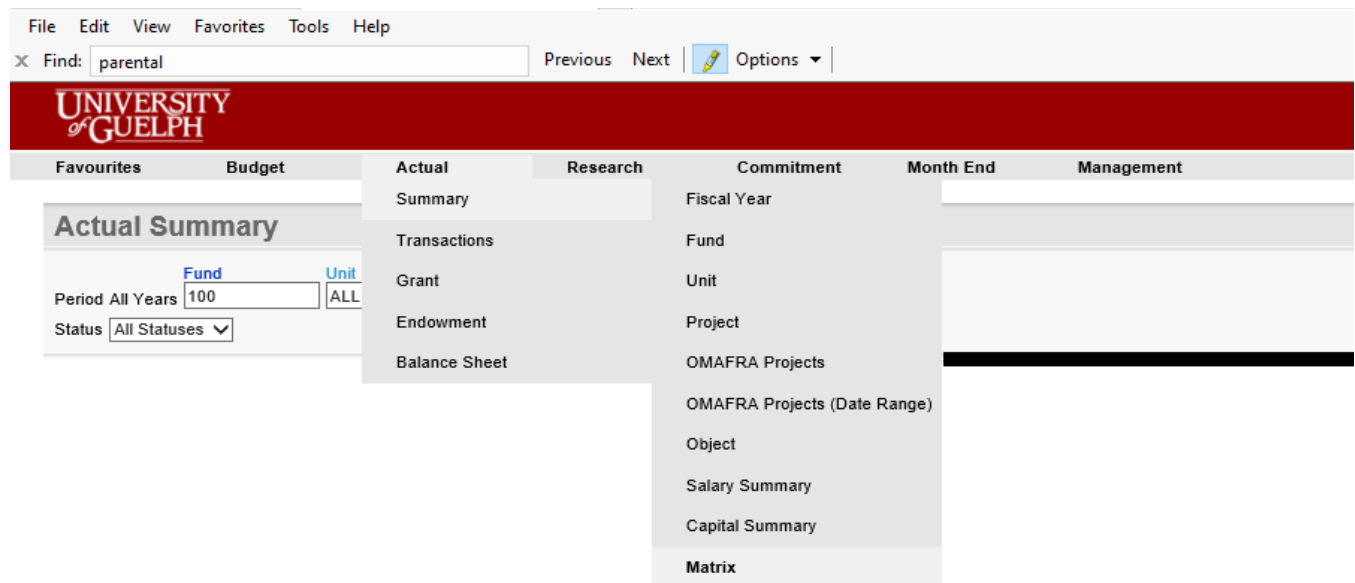 File Edit View Favorites Tools Help
x Find: parental Previous Next Options
UNIVERSITY
of GUELPH
Favourites Budget Actual Research Commitment Month End Management
Summary Fiscal Year
Actual Summary
Transactions Fund
Fund Unit
Grant Unit
Period All Years 100 ALL
Status All Statuses
Endowment Project
Balance Sheet OMAFRA Projects
OMAFRA Projects (Date Range)
Object
Salary Summary
Capital Summary
Matrix